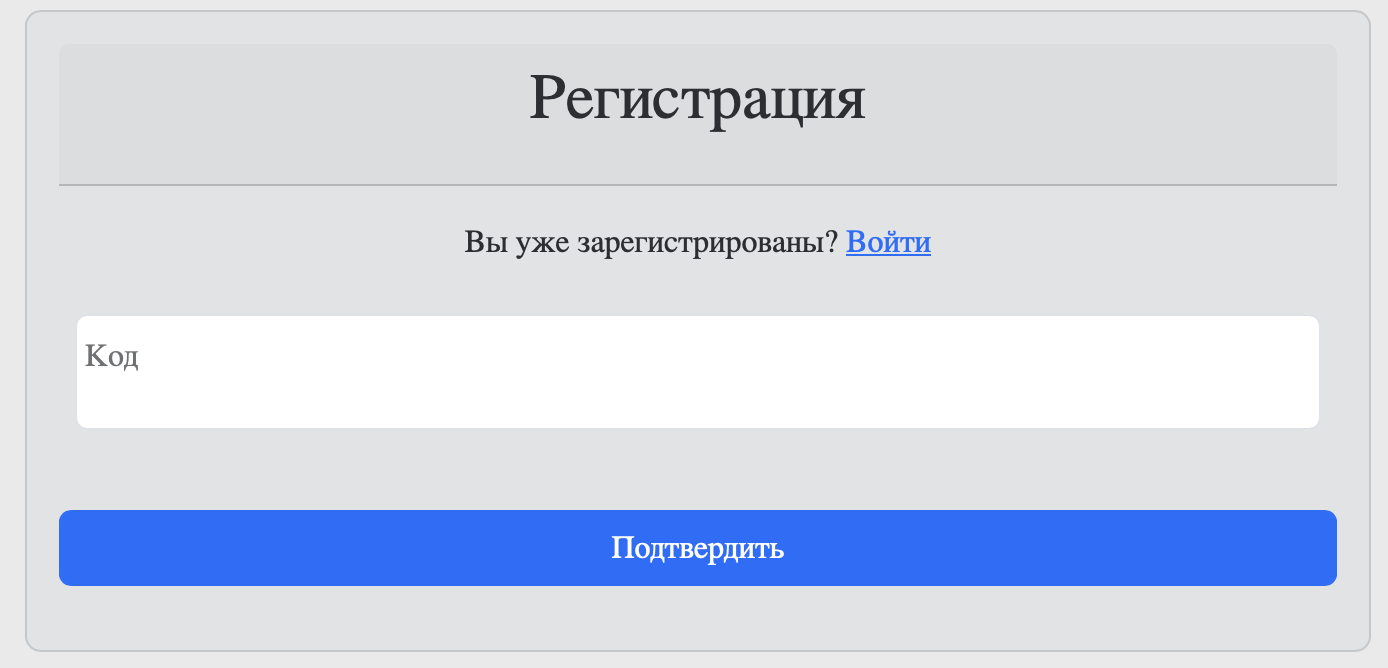 Регистрация
Вы уже зарегистрированы? Войти
Код
Подтвердить